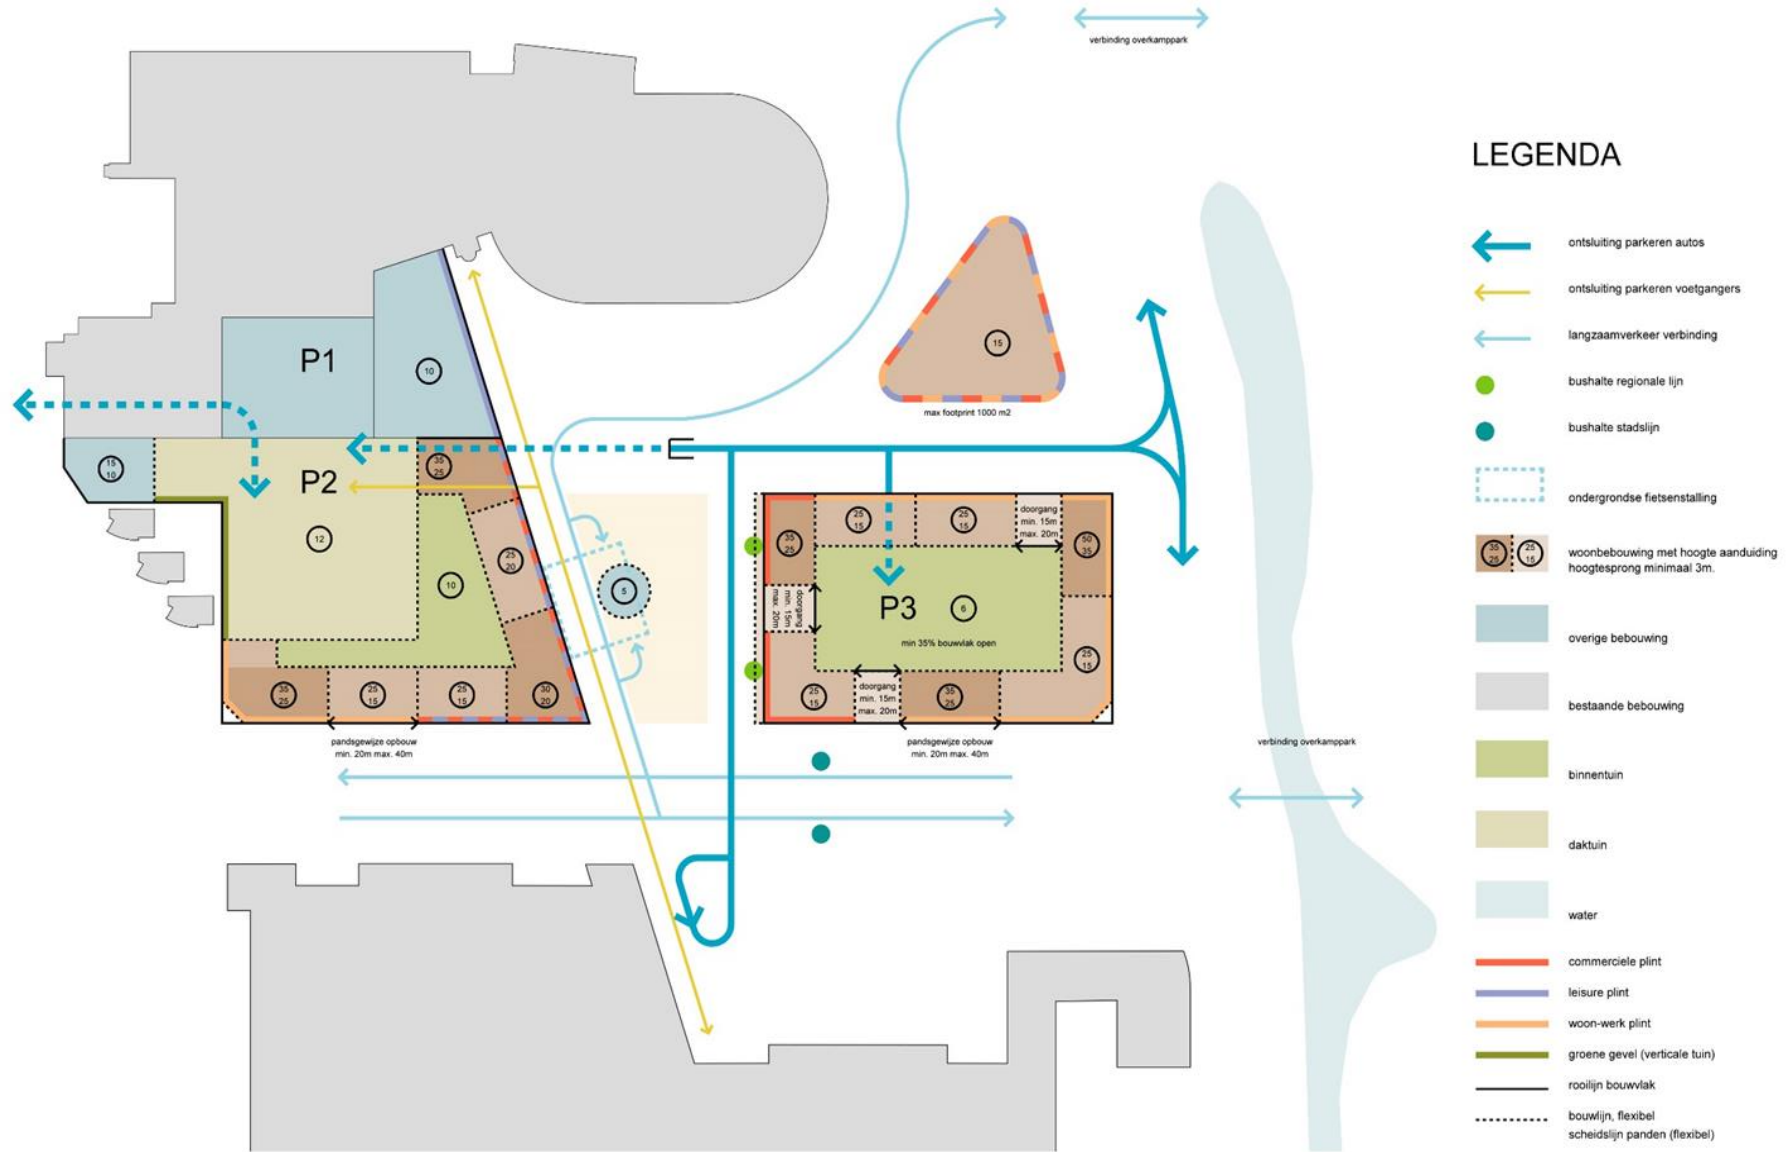 verbinding overkamppark
LEGENDA
ontsluiting parkeren autos
ontsluiting parkeren voetgangers
langzaamverkeer verbinding
bushalte regionale lijn
bushalte stadslijn
ondergrondse fietsenstalling
35
25
25
15
woonbebouwing met hoogte aanduiding
hoogtesprong minimaal 3m.
overige bebouwing
bestaande bebouwing
binnentuin
daktuin
water
commerciele plint
leisure plint
woon-werk plint
groene gevel (verticale tuin)
rooilijn bouwvlak
bouwlijn, flexibel
scheidslijn panden (flexibel)
P1
10
15
10
P2
12
35
25
10
25
20
35
25
25
15
25
15
30
20
pandsgewijze opbouw
min. 20m max. 40m
5
15
max footprint 1000 m2
35
25
25
15
25
15
doorgang
min. 15m
max. 20m
50
35
doorgang
min. 15m
max. 20m
P3
6
min 35% bouwvlak open
25
15
25
15
doorgang
min. 15m
max. 20m
35
25
pandsgewijze opbouw
min. 20m max. 40m
verbinding overkamppark